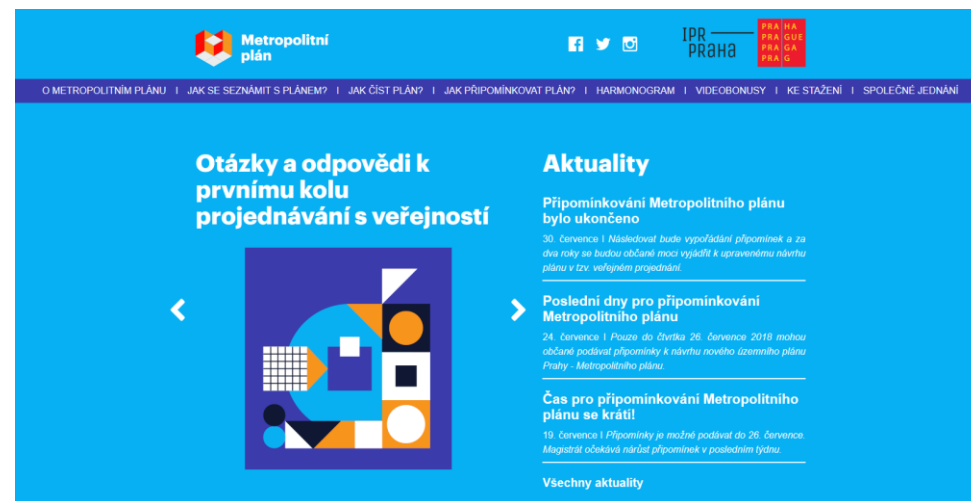 Metropolitní
plán
IPR
PRAHA
PRA HA
PRA GUE
PRA GA
PRA G
O METROPOLITNÍM PLÁNU I JAK SE SEZNÁMIT S PLÁNEM? I JAK ČÍST PLÁN? I JAK PŘIPOMÍNKOVAT PLÁN? I HARMONOGRAM I VIDEOBONUSY I KE STAŽENÍ I SPOLEČNÉ JEDNÁNÍ
Otázky a odpovědi k
prvnímu kolu
projednávání s veřejností
Aktuality
Připomínkování Metropolitního plánu
bylo ukončeno
30. července I Následovat bude vypořádání připomínek a za
dva roky se budou občané moci vyjádřit k upravenému návrhu
plánu v tzv. veřejném projednání.
Poslední dny pro připomínkování
Metropolitního plánu
24. července I Pouze do čtvrtka 26. července 2018 mohou
občané podávat připomínky k návrhu nového územního plánu
Prahy - Metropolitního plánu.
Čas pro připomínkování Metropolitního
plánu se krátí!
19. července I Připomínky je možné podávat do 26. července.
Magistrát očekává nárůst připomínek v posledním týdnu.
Všechny aktuality